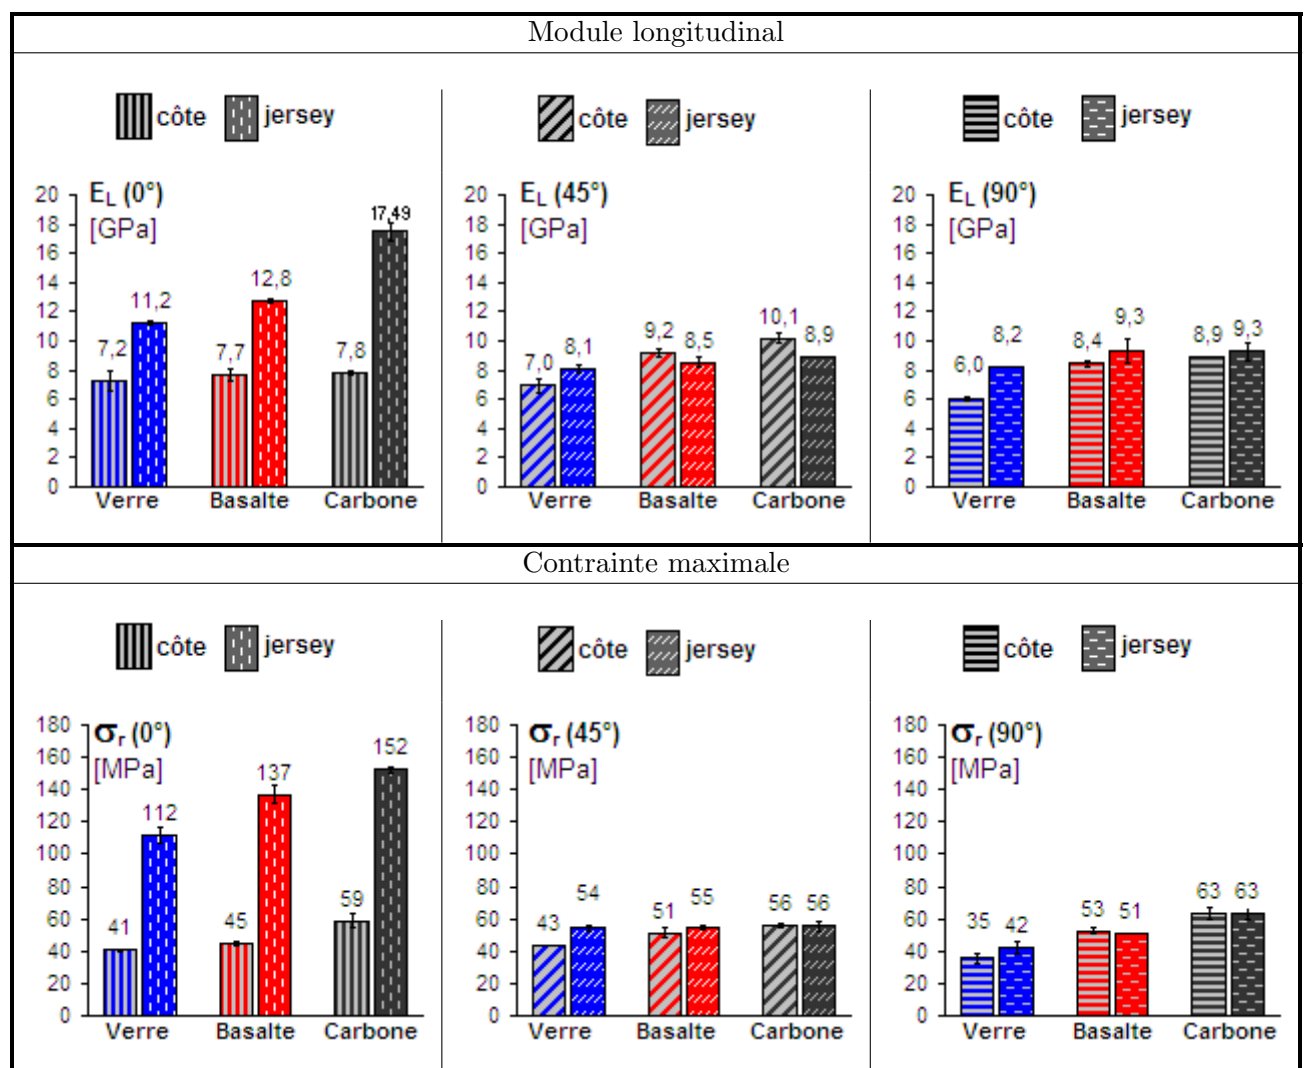 Module longitudinal
côte jersey
E_L (0°)
[GPa]
20
18
16
14
12
10
8
6
4
2
0
7,2 11,2 7,7 12,8 7,8 17,49
Verre Basalte Carbone
côte jersey
E_L (45°)
[GPa]
20
18
16
14
12
10
8
6
4
2
0
7,0 8,1 9,2 8,5 10,1 8,9
Verre Basalte Carbone
côte jersey
E_L (90°)
[GPa]
20
18
16
14
12
10
8
6
4
2
0
6,0 8,2 8,4 9,3 8,9 9,3
Verre Basalte Carbone
Contrainte maximale
côte jersey
σ_r (0°)
[MPa]
180
160
140
120
100
80
60
40
20
0
41 112 45 137 59 152
Verre Basalte Carbone
côte jersey
σ_r (45°)
[MPa]
180
160
140
120
100
80
60
40
20
0
43 54 51 55 56 56
Verre Basalte Carbone
côte jersey
σ_r (90°)
[MPa]
180
160
140
120
100
80
60
40
20
0
35 42 53 51 63 63
Verre Basalte Carbone